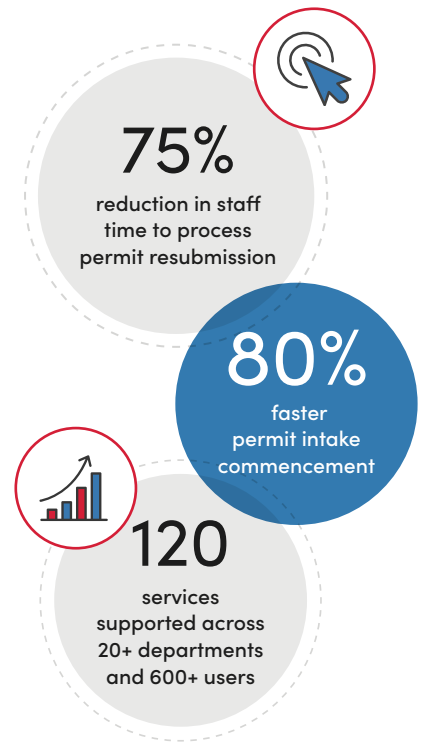 75%
reduction in staff
time to process
permit resubmission
80%
faster
permit intake
commencement
120
services
supported across
20+ departments
and 600+ users